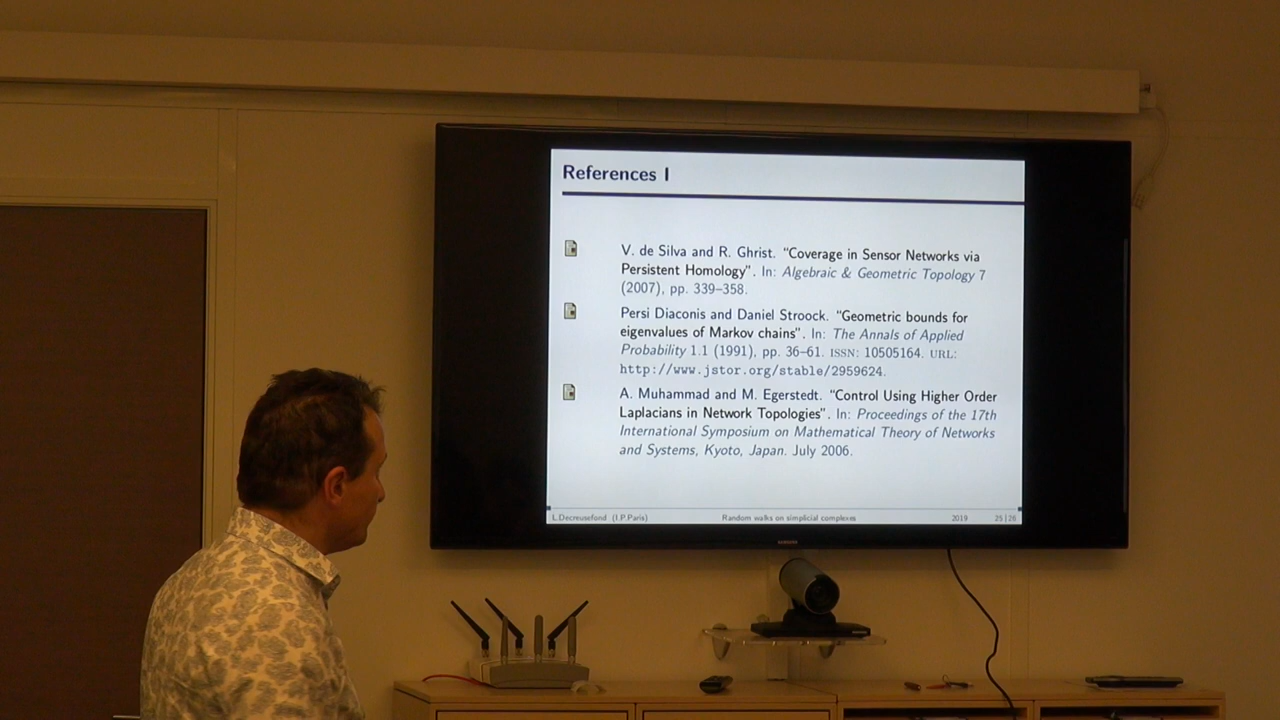 References I
V. de Silva and R. Ghrist. "Coverage in Sensor Networks via
Persistent Homology". In: Algebraic & Geometric Topology 7
(2007), pp. 339–358.
Persi Diaconis and Daniel Stroock. "Geometric bounds for
eigenvalues of Markov chains". In: The Annals of Applied
Probability 1.1 (1991), pp. 36–61. ISSN: 10505164. URL:
http://www.jstor.org/stable/2959624.
A. Muhammad and M. Egerstedt. "Control Using Higher Order
Laplacians in Network Topologies". In: Proceedings of the 17th
International Symposium on Mathematical Theory of Networks
and Systems, Kyoto, Japan. July 2006.
L.Decreusefond (I.P.Paris) Random walks on simplicial complexes 2019 25 | 26
SAMSUNG